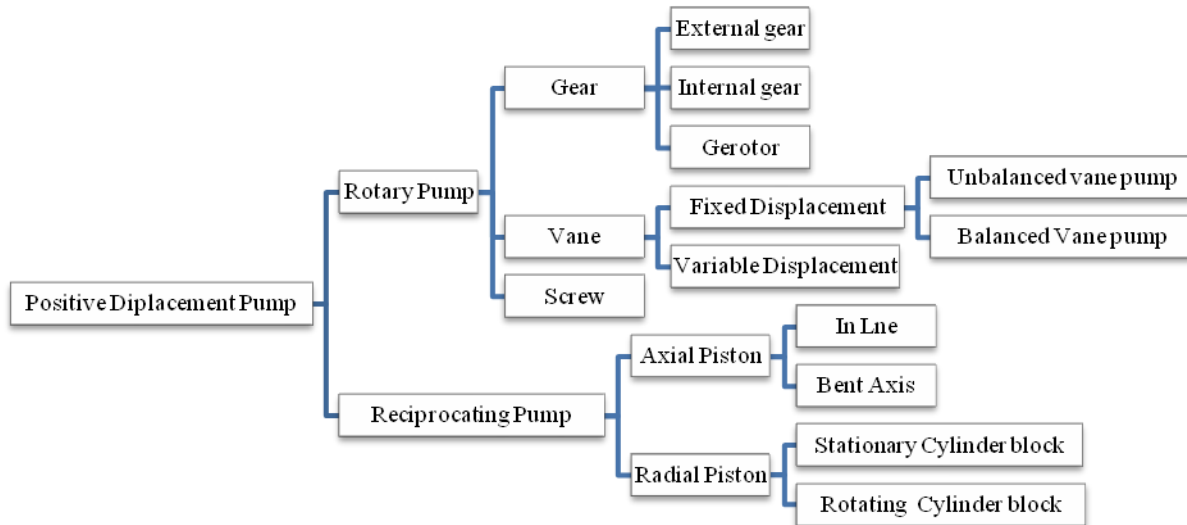 External gear
Gear
Internal gear
Gerotor
Rotary Pump
Unbalanced vane pump
Fixed Displacement
Vane
Balanced Vane pump
Variable Displacement
Screw
Positive Diplacement Pump
In Lne
Axial Piston
Bent Axis
Reciprocating Pump
Stationary Cylinder block
Radial Piston
Rotating Cylinder block